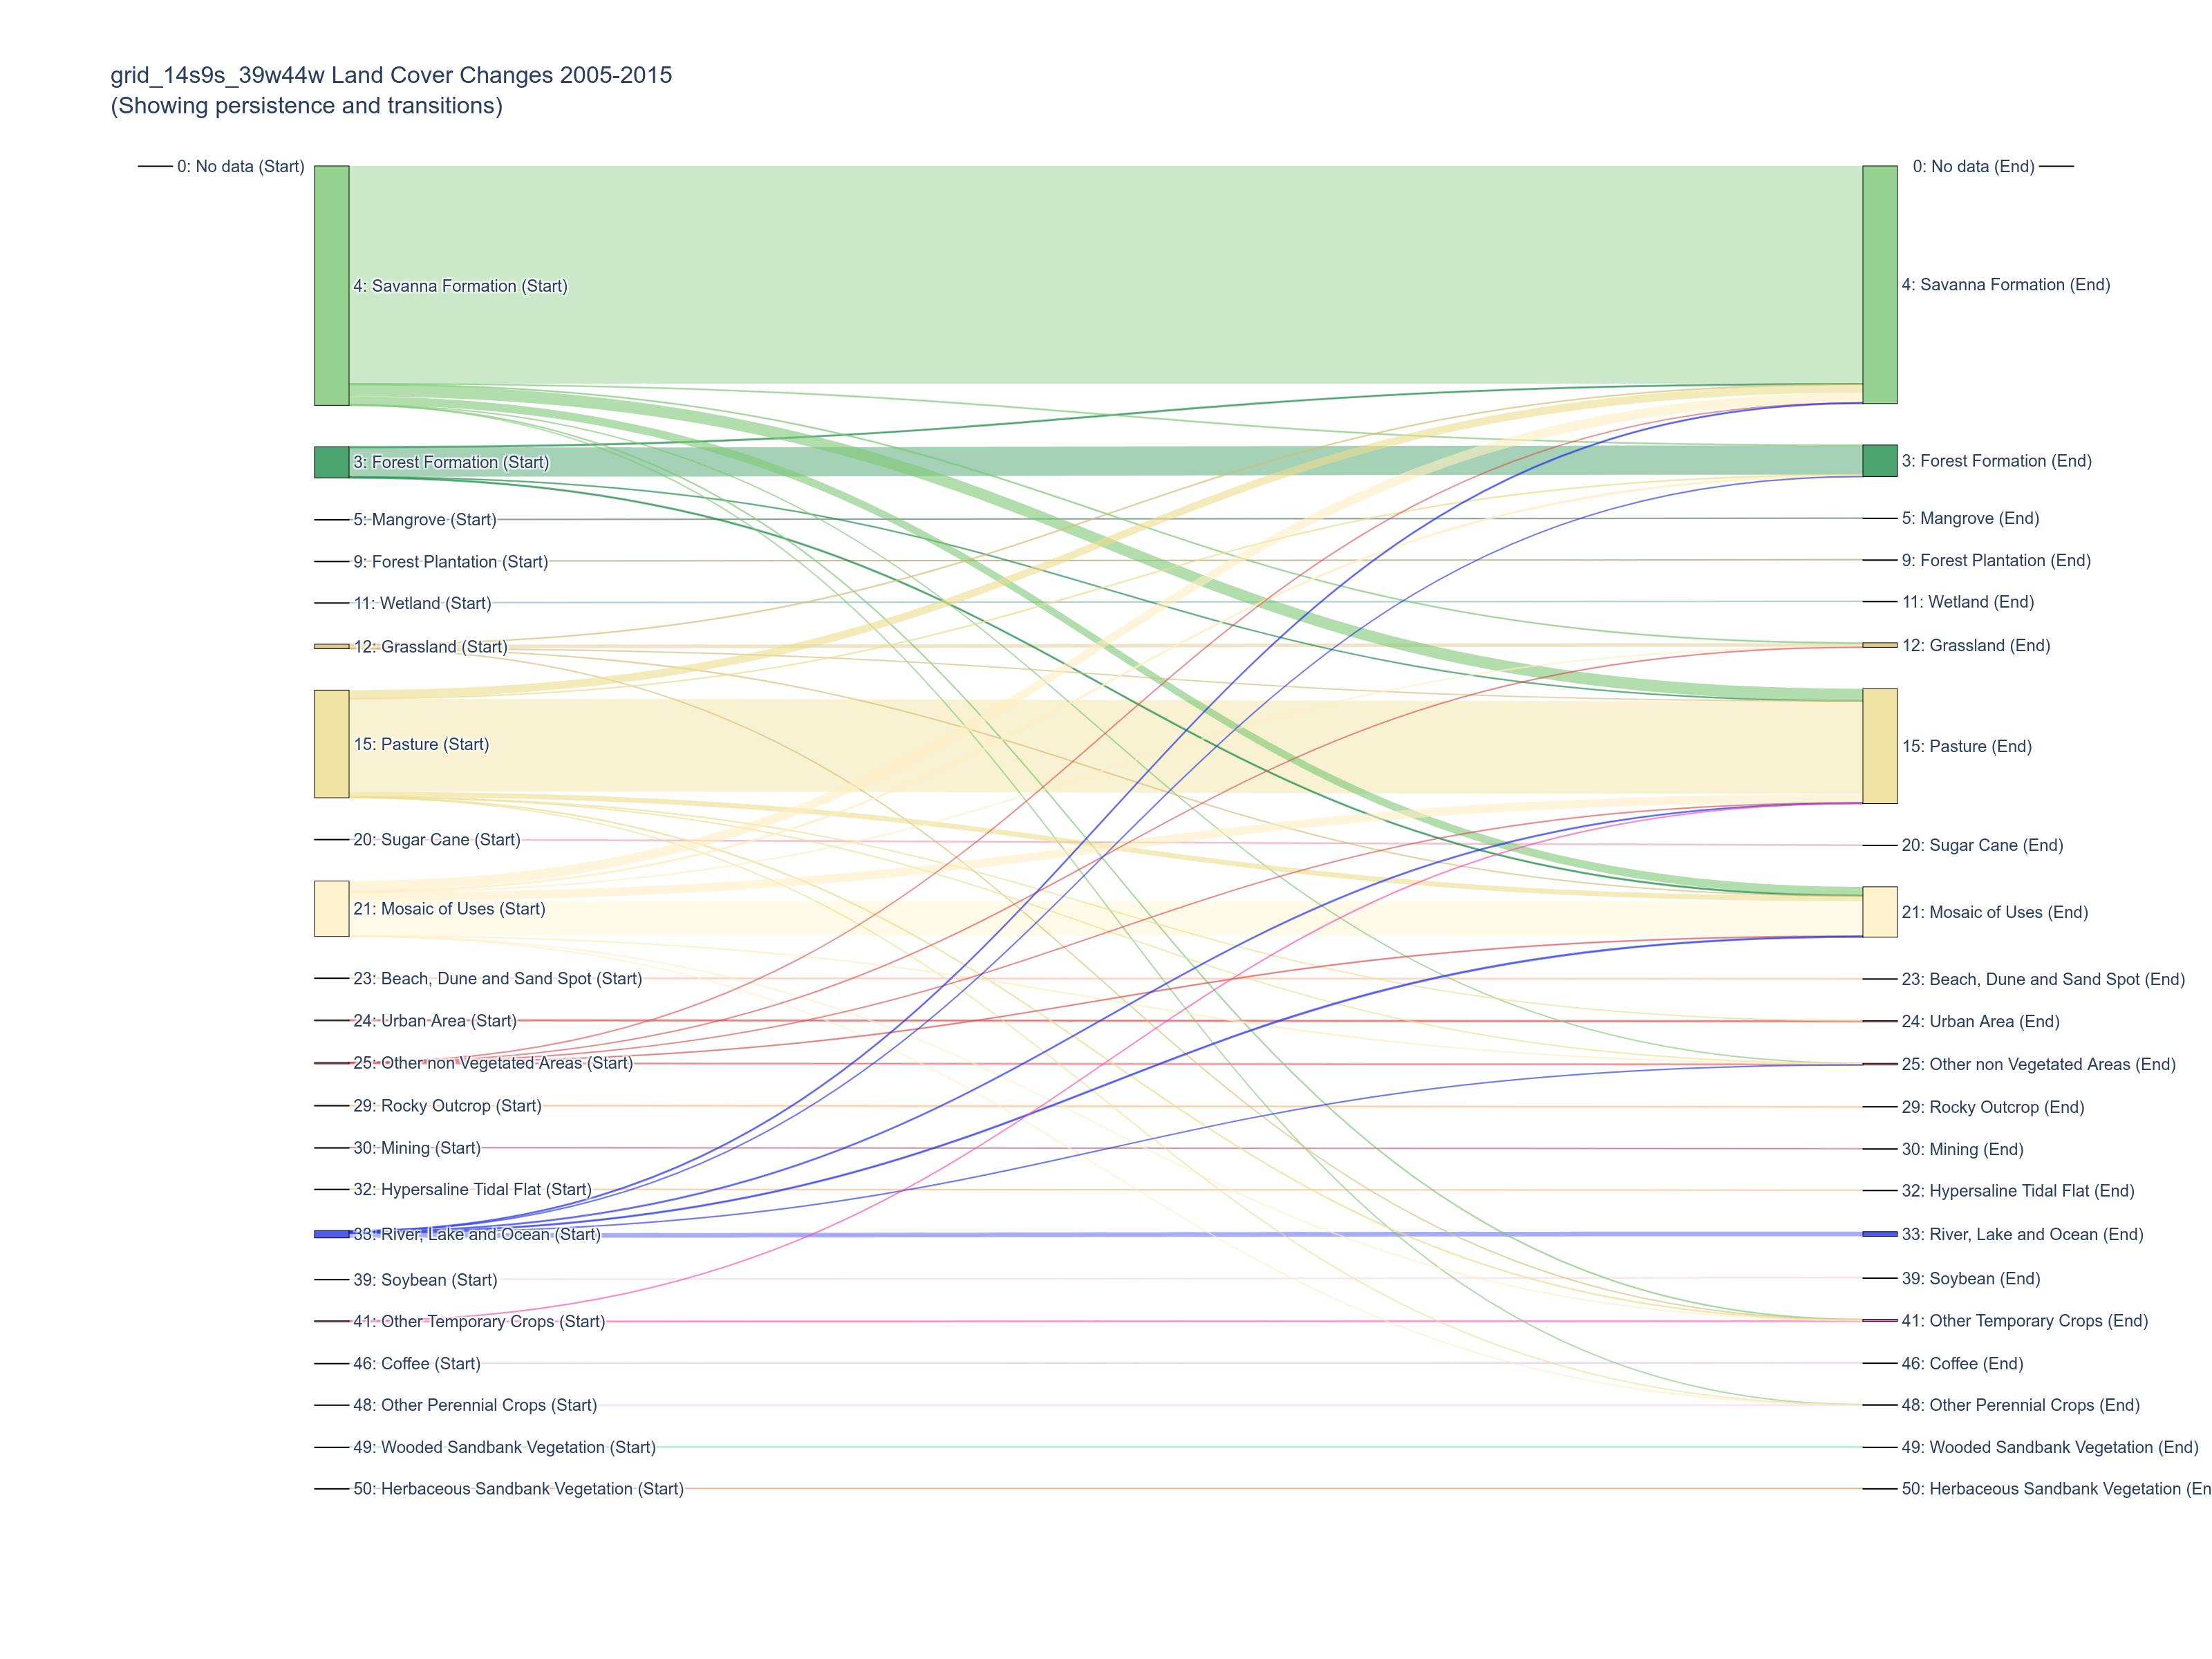 grid_14s9s_39w44w Land Cover Changes 2005-2015
(Showing persistence and transitions)
0: No data (Start)
0: No data (End)
4: Savanna Formation (Start)
4: Savanna Formation (End)
3: Forest Formation (Start)
3: Forest Formation (End)
5: Mangrove (Start)
5: Mangrove (End)
9: Forest Plantation (Start)
9: Forest Plantation (End)
11: Wetland (Start)
11: Wetland (End)
12: Grassland (Start)
12: Grassland (End)
15: Pasture (Start)
15: Pasture (End)
20: Sugar Cane (Start)
20: Sugar Cane (End)
21: Mosaic of Uses (Start)
21: Mosaic of Uses (End)
23: Beach, Dune and Sand Spot (Start)
23: Beach, Dune and Sand Spot (End)
24: Urban Area (Start)
24: Urban Area (End)
25: Other non Vegetated Areas (Start)
25: Other non Vegetated Areas (End)
29: Rocky Outcrop (Start)
29: Rocky Outcrop (End)
30: Mining (Start)
30: Mining (End)
32: Hypersaline Tidal Flat (Start)
32: Hypersaline Tidal Flat (End)
33: River, Lake and Ocean (Start)
33: River, Lake and Ocean (End)
39: Soybean (Start)
39: Soybean (End)
41: Other Temporary Crops (Start)
41: Other Temporary Crops (End)
46: Coffee (Start)
46: Coffee (End)
48: Other Perennial Crops (Start)
48: Other Perennial Crops (End)
49: Wooded Sandbank Vegetation (Start)
49: Wooded Sandbank Vegetation (End)
50: Herbaceous Sandbank Vegetation (Start)
50: Herbaceous Sandbank Vegetation (En